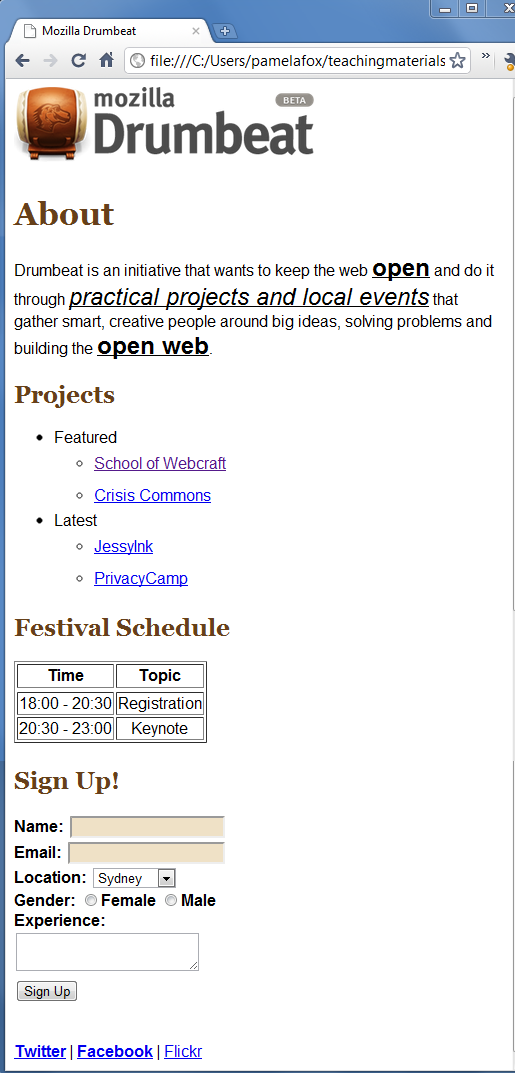 Mozilla Drumbeat
file:///C:/Users/pamelafox/teachingmaterials
mozilla BETA
Drumbeat
About
Drumbeat is an initiative that wants to keep the web open and do it
through practical projects and local events that
gather smart, creative people around big ideas, solving problems and
building the open web.
Projects
Featured
School of Webcraft
Crisis Commons
Latest
JessyInk
PrivacyCamp
Festival Schedule
Time Topic
18:00 - 20:30 Registration
20:30 - 23:00 Keynote
Sign Up!
Name:
Email:
Location: Sydney
Gender: Female Male
Experience:
Sign Up
Twitter | Facebook | Flickr